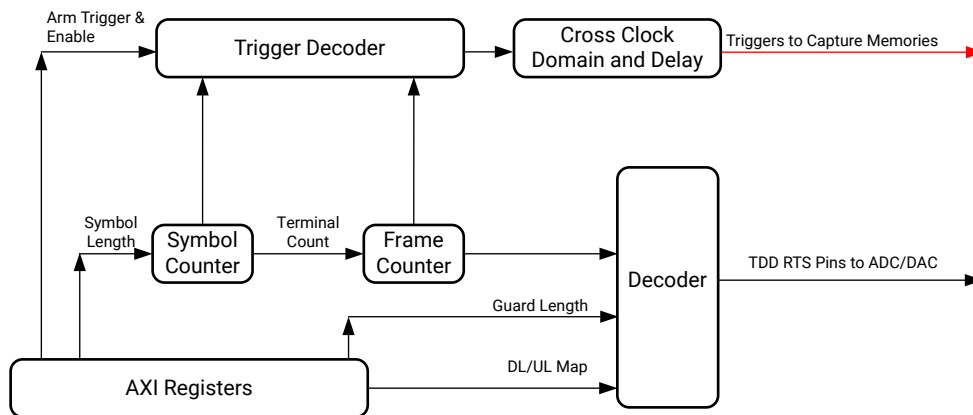 Arm Trigger &
Enable
Trigger Decoder
Cross Clock
Domain and Delay
Triggers to Capture Memories
Symbol
Length
Symbol
Counter
Terminal
Count
Frame
Counter
Decoder
TDD RTS Pins to ADC/DAC
Guard Length
DL/UL Map
AXI Registers